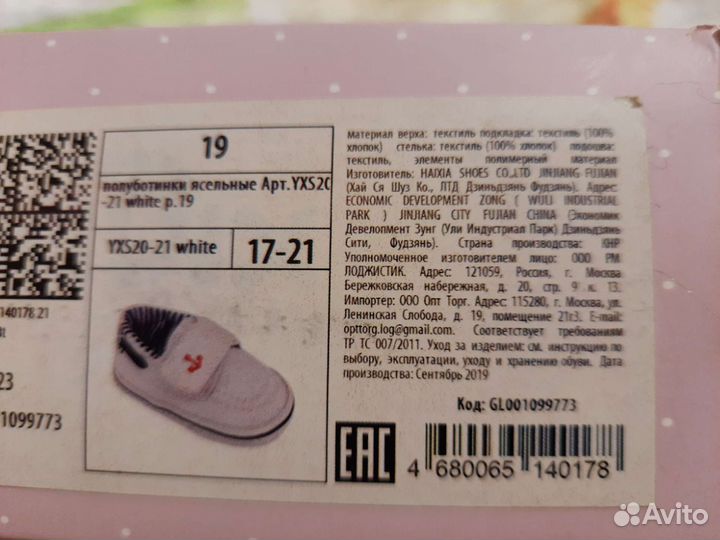 19
полуботинки ясельные Арт.YXS20
-21 white р.19
YXS20-21 white
17-21
140178 21
23
1099773
материал верха: текстиль подкладка: текстиль (100%
хлопок) стелька: текстиль (100% хлопок) подошва:
текстиль, элементы полимерный материал
Изготовитель: HAIXIA SHOES CO.,LTD JINJIANG FUJIAN
(Хай Ся Шуз Ко., ЛТД Дзиньдзянь Фудзянь). Адрес:
ECONOMIC DEVELOPMENT ZONG ( WULI INDUSTRIAL
PARK ) JINJIANG CITY FUJIAN CHINA (Экономик
Девелопмент Зунг (Ули Индустриал Парк) Дзиньдзянь
Сити, Фудзянь). Страна производства: КНР
Уполномоченное изготовителем лицо: ООО РМ
ЛОДЖИСТИК. Адрес: 121059, Россия, г. Москва
Бережковская набережная, д. 20, стр. 9 к. 13.
Импортер: ООО Опт Торг. Адрес: 115280, г. Москва, ул.
Ленинская Слобода, д. 19, помещение 21г3. E-mail:
opttorg.log@gmail.com. Соответствует требованиям
ТР ТС 007/2011. Уход за изделием: см. инструкцию по
выбору, эксплуатации, уходу и хранению обуви. Дата
производства: Сентябрь 2019
Код: GL001099773
EAC
4 680065 140178
Avito